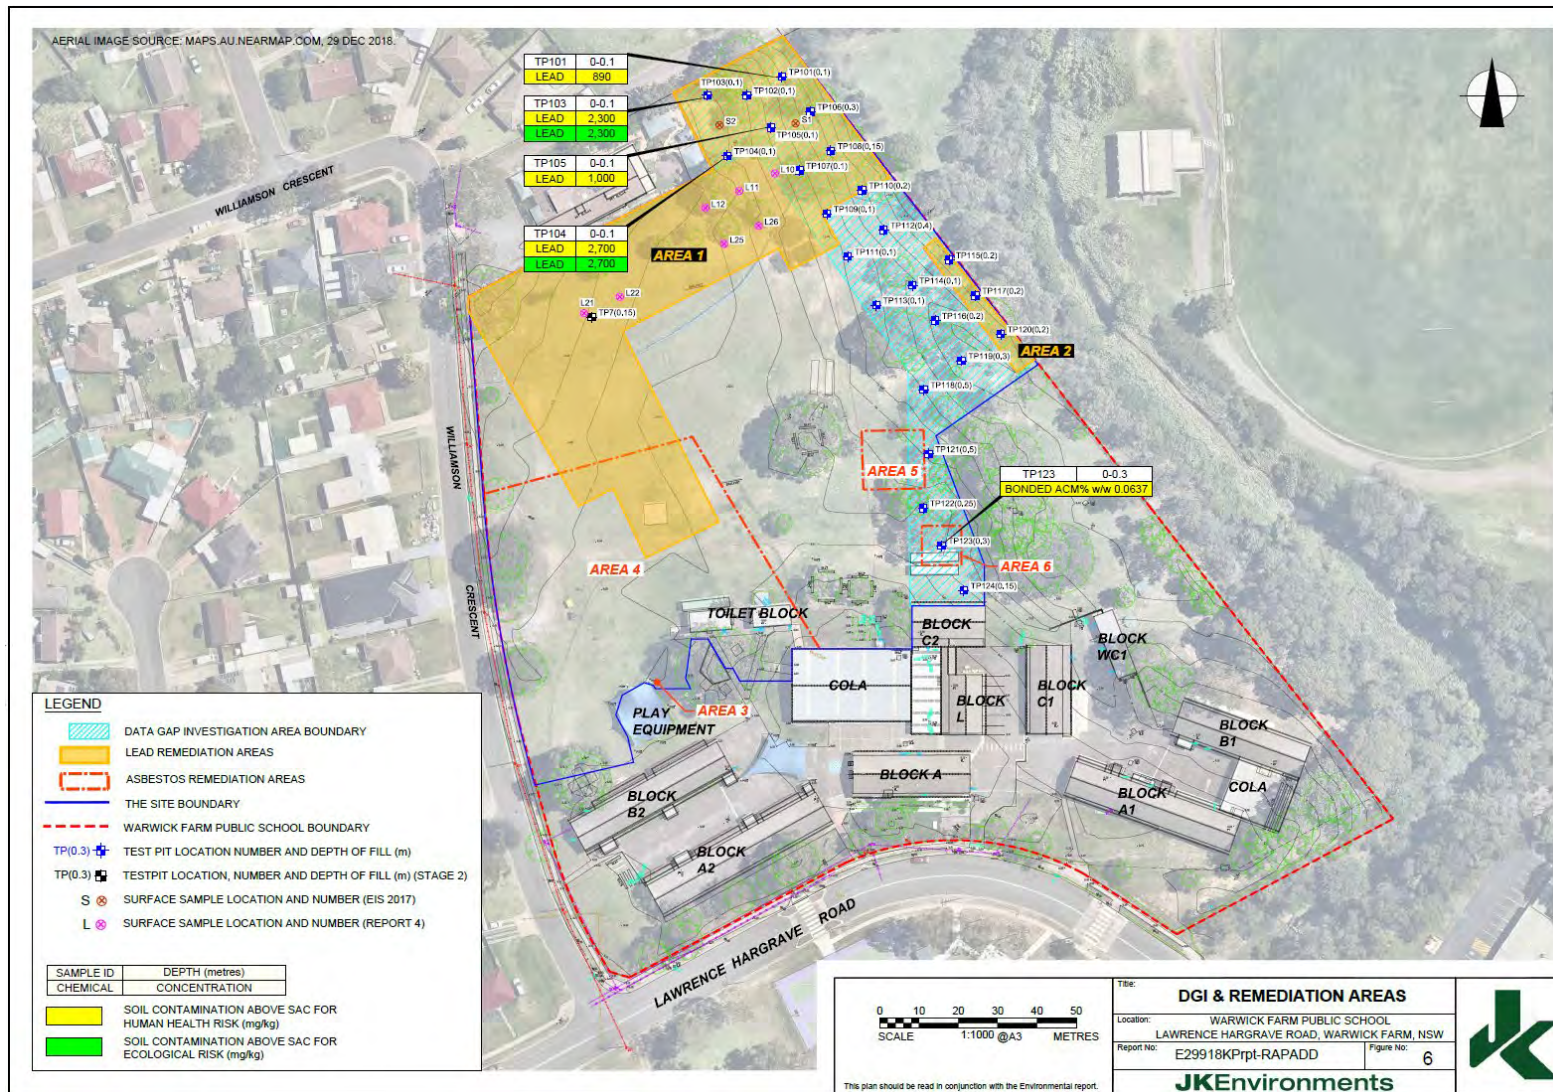 AERIAL IMAGE SOURCE: MAPS.AU.NEARMAP.COM, 29 DEC 2018.
TP101 0-0.1
LEAD 890
TP103 0-0.1
LEAD 2,300
LEAD 2,300
TP105 0-0.1
LEAD 1,000
TP104 0-0.1
LEAD 2,700
LEAD 2,700
TP101(0.1)
TP103(0.1)
TP102(0.1)
TP106(0.3)
S2
S1
TP105(0.1)
TP104(0.1)
TP108(0.15)
L10
TP107(0.1)
L11
TP110(0.2)
L12
TP109(0.1)
L26
TP112(0.4)
L25
AREA 1
TP111(0.1)
TP115(0.2)
TP114(0.1)
TP117(0.2)
L22
L21
TP7(0.15)
TP113(0.1)
TP116(0.2)
TP120(0.2)
AREA 2
TP119(0.3)
TP118(0.5)
WILLIAMSON CRESCENT
WILLIAMSON
CRESCENT
TP121(0.5)
AREA 5
TP123 0-0.3
BONDED ACM% w/w 0.0637
TP122(0.25)
TP123(0.3)
AREA 6
AREA 4
TP124(0.15)
TOILET BLOCK
BLOCK
C2
BLOCK
WC1
COLA
BLOCK
L
BLOCK
C1
AREA 3
PLAY
EQUIPMENT
BLOCK
B1
BLOCK A
BLOCK
A1
COLA
BLOCK
B2
BLOCK
A2
LAWRENCE HARGRAVE ROAD
LEGEND
DATA GAP INVESTIGATION AREA BOUNDARY
LEAD REMEDIATION AREAS
ASBESTOS REMEDIATION AREAS
THE SITE BOUNDARY
WARWICK FARM PUBLIC SCHOOL BOUNDARY
TP(0.3) TEST PIT LOCATION NUMBER AND DEPTH OF FILL (m)
TP(0.3) TESTPIT LOCATION, NUMBER AND DEPTH OF FILL (m) (STAGE 2)
S SURFACE SAMPLE LOCATION AND NUMBER (EIS 2017)
L SURFACE SAMPLE LOCATION AND NUMBER (REPORT 4)
SAMPLE ID DEPTH (metres)
CHEMICAL CONCENTRATION
SOIL CONTAMINATION ABOVE SAC FOR
HUMAN HEALTH RISK (mg/kg)
SOIL CONTAMINATION ABOVE SAC FOR
ECOLOGICAL RISK (mg/kg)
0 10 20 30 40 50
SCALE 1:1000 @A3 METRES
This plan should be read in conjunction with the Environmental report.
Title:
DGI & REMEDIATION AREAS
Location: WARWICK FARM PUBLIC SCHOOL
LAWRENCE HARGRAVE ROAD, WARWICK FARM, NSW
Report No: E29918KPrpt-RAPADD Figure No: 6
JKEnvironments
JK